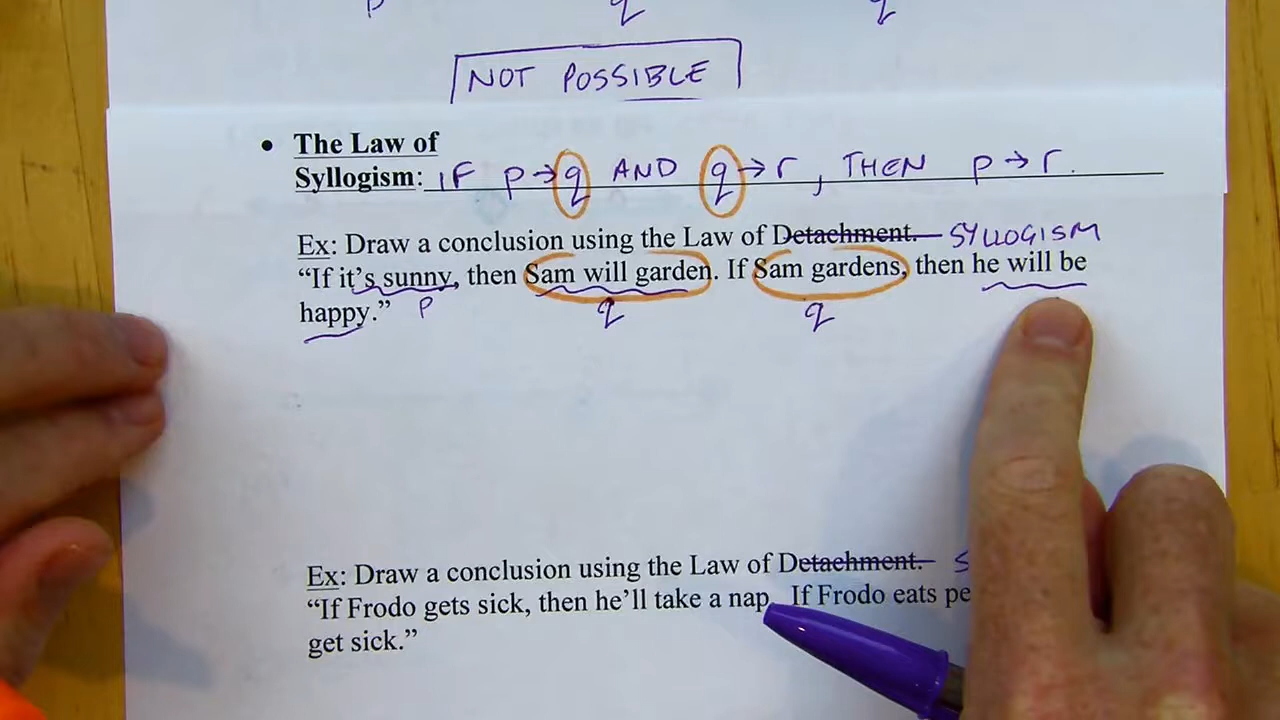 p q q
NOT POSSIBLE
• The Law of
Syllogism: IF p→q AND q→r, THEN p→r.
Ex: Draw a conclusion using the Law of Detachment. SYLLOGISM
“If it’s sunny, then Sam will garden. If Sam gardens, then he will be
happy.” p q q
Ex: Draw a conclusion using the Law of Detachment. S
“If Frodo gets sick, then he’ll take a nap. If Frodo eats
get sick.”